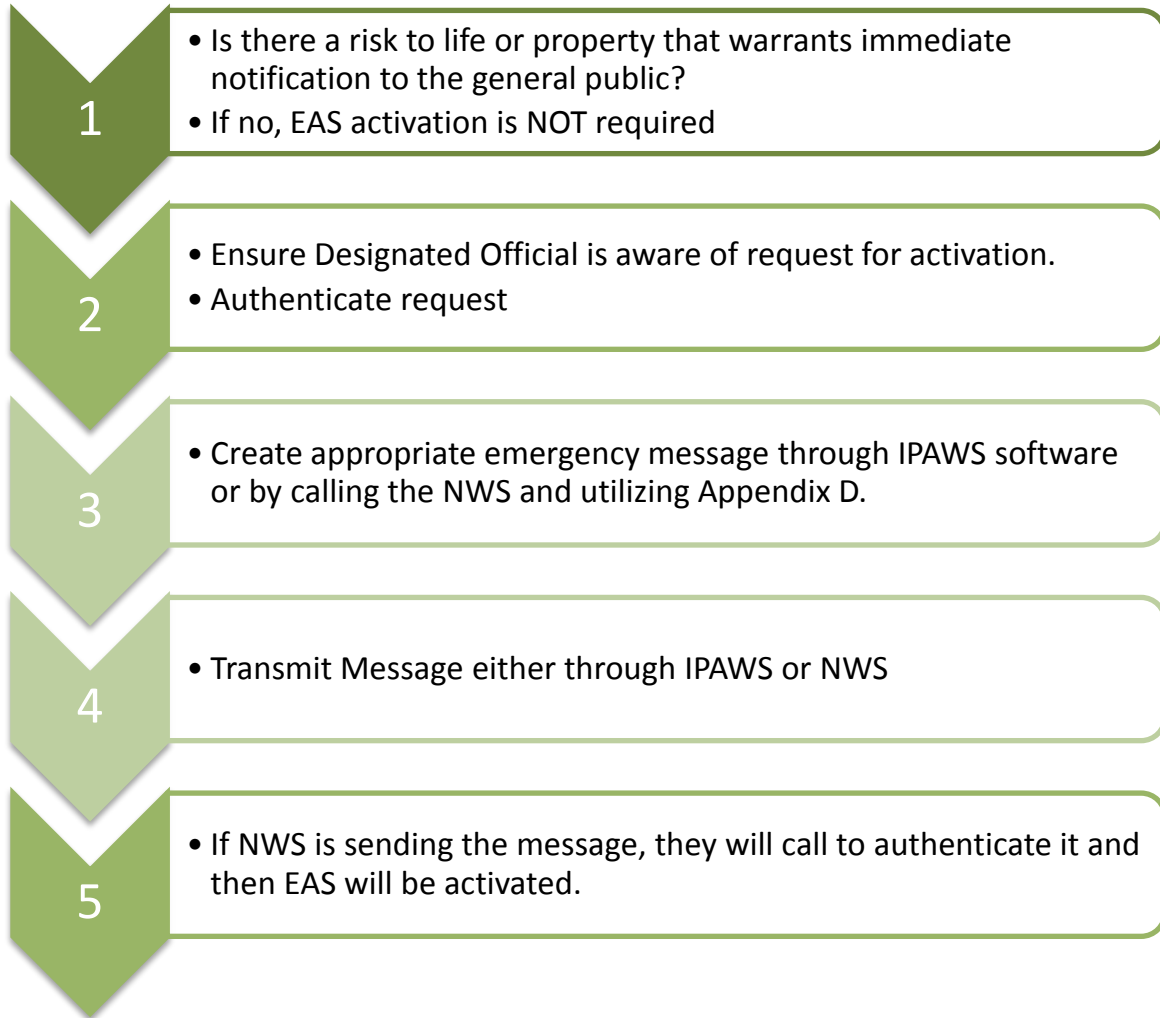 1
• Is there a risk to life or property that warrants immediate
notification to the general public?
• If no, EAS activation is NOT required
2
• Ensure Designated Official is aware of request for activation.
• Authenticate request
3
• Create appropriate emergency message through IPAWS software
or by calling the NWS and utilizing Appendix D.
4
• Transmit Message either through IPAWS or NWS
5
• If NWS is sending the message, they will call to authenticate it and
then EAS will be activated.